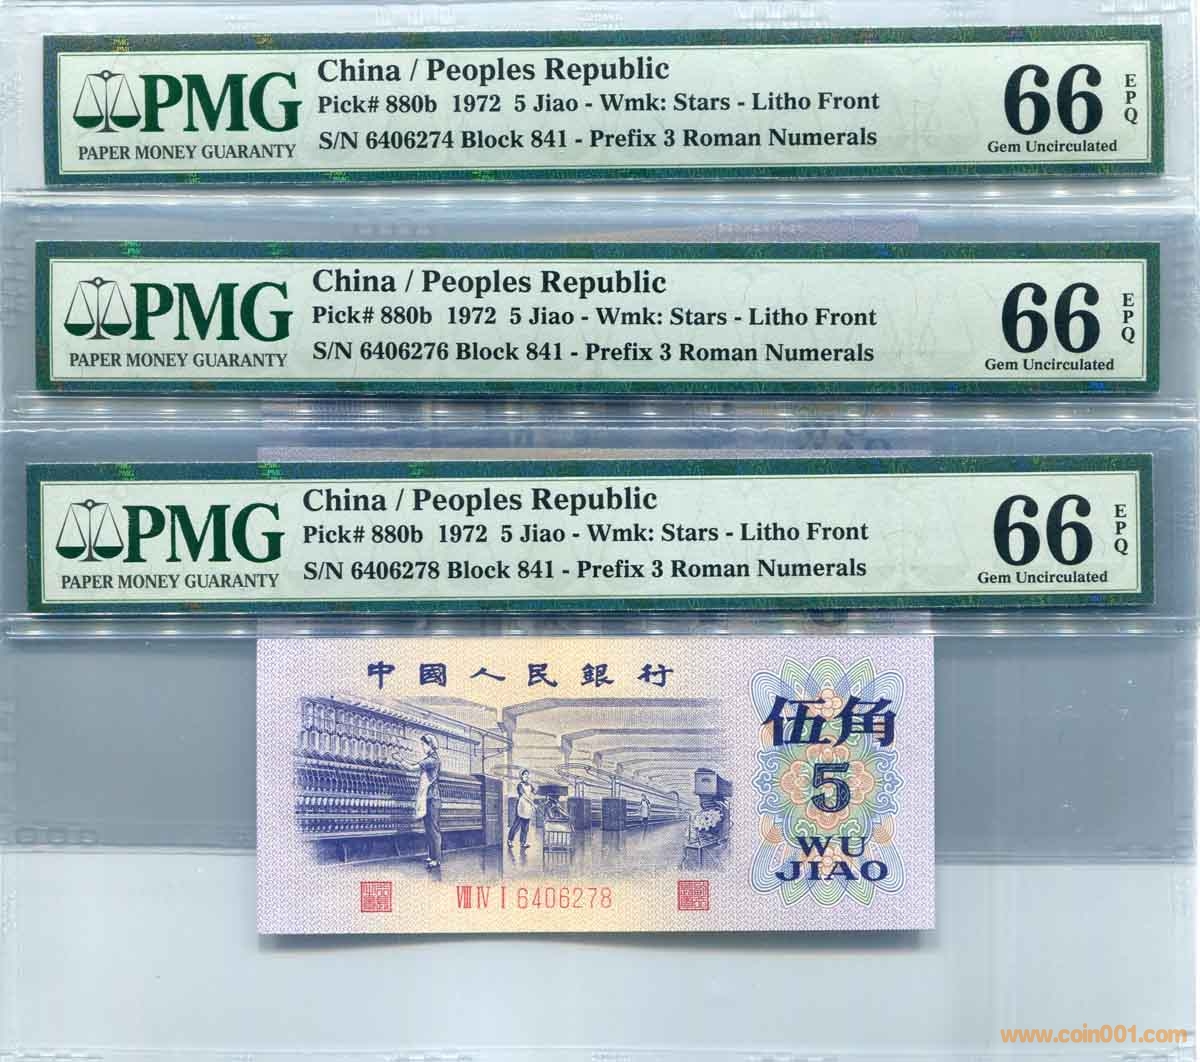 PMG
PAPER MONEY GUARANTY
China / Peoples Republic
Pick# 880b 1972 5 Jiao - Wmk: Stars - Litho Front
S/N 6406274 Block 841 - Prefix 3 Roman Numerals
66
EPQ
Gem Uncirculated
PMG
PAPER MONEY GUARANTY
China / Peoples Republic
Pick# 880b 1972 5 Jiao - Wmk: Stars - Litho Front
S/N 6406276 Block 841 - Prefix 3 Roman Numerals
66
EPQ
Gem Uncirculated
PMG
PAPER MONEY GUARANTY
China / Peoples Republic
Pick# 880b 1972 5 Jiao - Wmk: Stars - Litho Front
S/N 6406278 Block 841 - Prefix 3 Roman Numerals
66
EPQ
Gem Uncirculated
中國人民銀行
伍角
5
WU
JIAO
VIII IV I 6406278
www.coin001.com